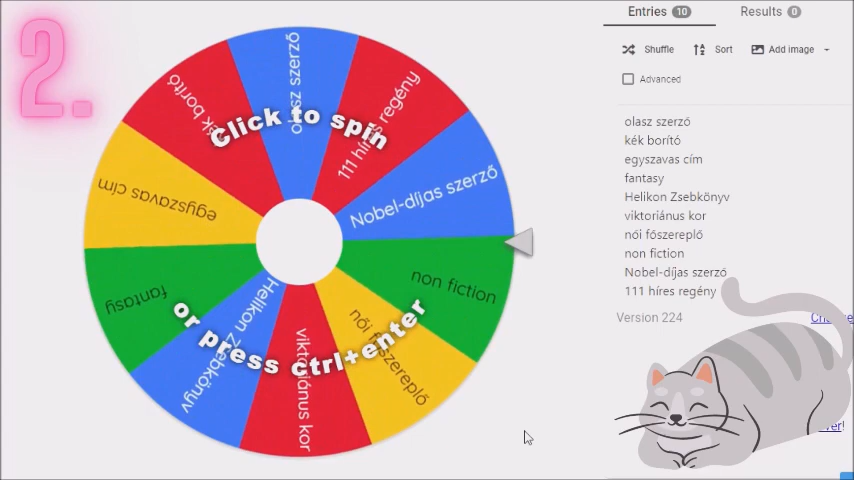 2.
Entries 10
Results 0
Shuffle
Sort
Add image
Advanced
olasz szerző
kék borító
egyszavas cím
fantasy
Helikon Zsebkönyv
viktoriánus kor
női főszereplő
non fiction
Nobel-díjas szerző
111 híres regény
Version 224
Click to spin
or press ctrl+enter
olasz szerző
111 híres regény
Nobel-díjas szerző
non fiction
női főszereplő
viktoriánus kor
Helikon Zsebkönyv
fantasy
egyszavas cím
kék borító